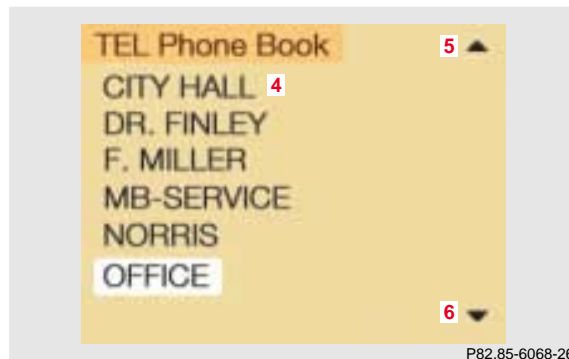 TEL Phone Book 5
CITY HALL 4
DR. FINLEY
F. MILLER
MB-SERVICE
NORRIS
OFFICE
6
P82.85-6068-26